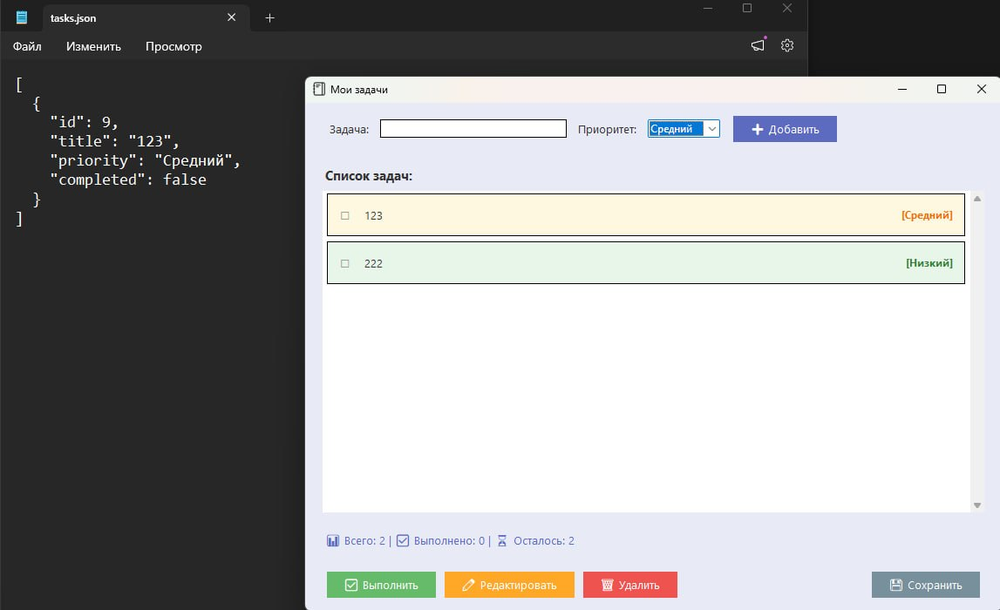 tasks.json
Файл Изменить Просмотр
[
  {
    "id": 9,
    "title": "123",
    "priority": "Средний",
    "completed": false
  }
]
Мои задачи
Задача: Приоритет: Средний Добавить
Список задач:
123 [Средний]
222 [Низкий]
Всего: 2 | Выполнено: 0 | Осталось: 2
Выполнить Редактировать Удалить Сохранить